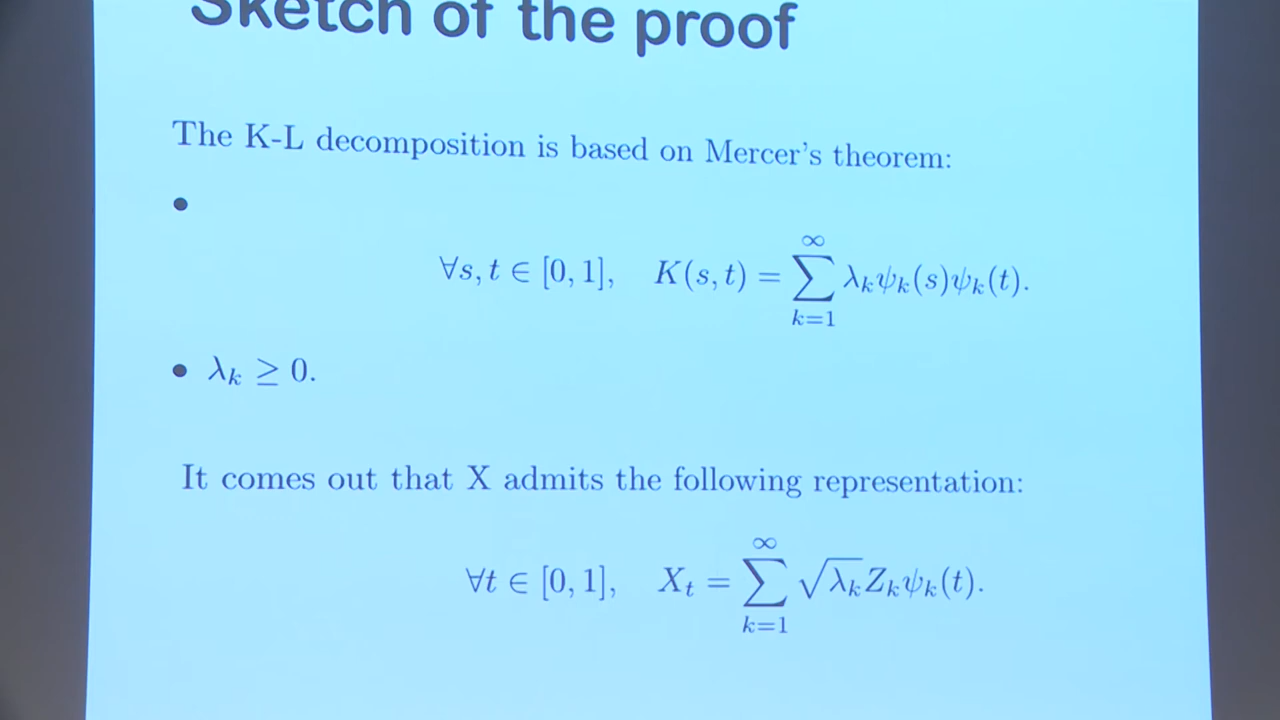 Sketch of the proof
The K-L decomposition is based on Mercer's theorem:
•
∀s, t ∈ [0, 1], K(s, t) = ∑_{k=1}^{∞} λ_k ψ_k(s)ψ_k(t).
• λ_k ≥ 0.
It comes out that X admits the following representation:
∀t ∈ [0, 1], X_t = ∑_{k=1}^{∞} √λ_k Z_k ψ_k(t).